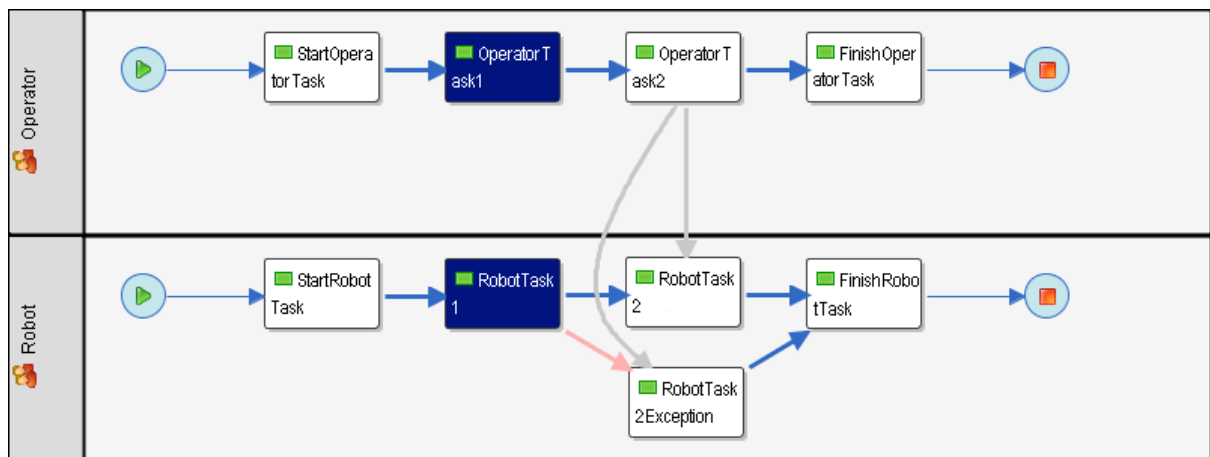 Operator
StartOpera
torTask
OperatorT
ask1
OperatorT
ask2
FinishOper
atorTask
Robot
StartRobot
Task
RobotTask
1
RobotTask
2
FinishRobo
tTask
RobotTask
2Exception